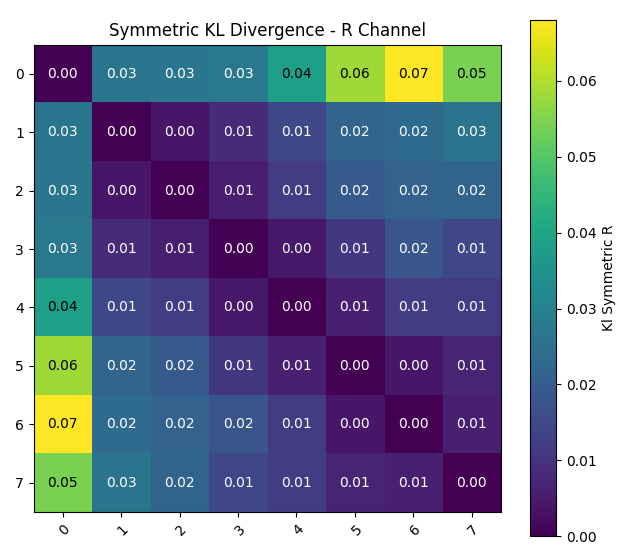 Symmetric KL Divergence - R Channel
0 0.00 0.03 0.03 0.03 0.04 0.06 0.07 0.05
1 0.03 0.00 0.00 0.01 0.01 0.02 0.02 0.03
2 0.03 0.00 0.00 0.01 0.01 0.02 0.02 0.02
3 0.03 0.01 0.01 0.00 0.00 0.01 0.02 0.01
4 0.04 0.01 0.01 0.00 0.00 0.01 0.01 0.01
5 0.06 0.02 0.02 0.01 0.01 0.00 0.00 0.01
6 0.07 0.02 0.02 0.02 0.01 0.00 0.00 0.01
7 0.05 0.03 0.02 0.01 0.01 0.01 0.01 0.00
0 1 2 3 4 5 6 7
0.06
0.05
0.04
0.03
0.02
0.01
0.00
Kl Symmetric R